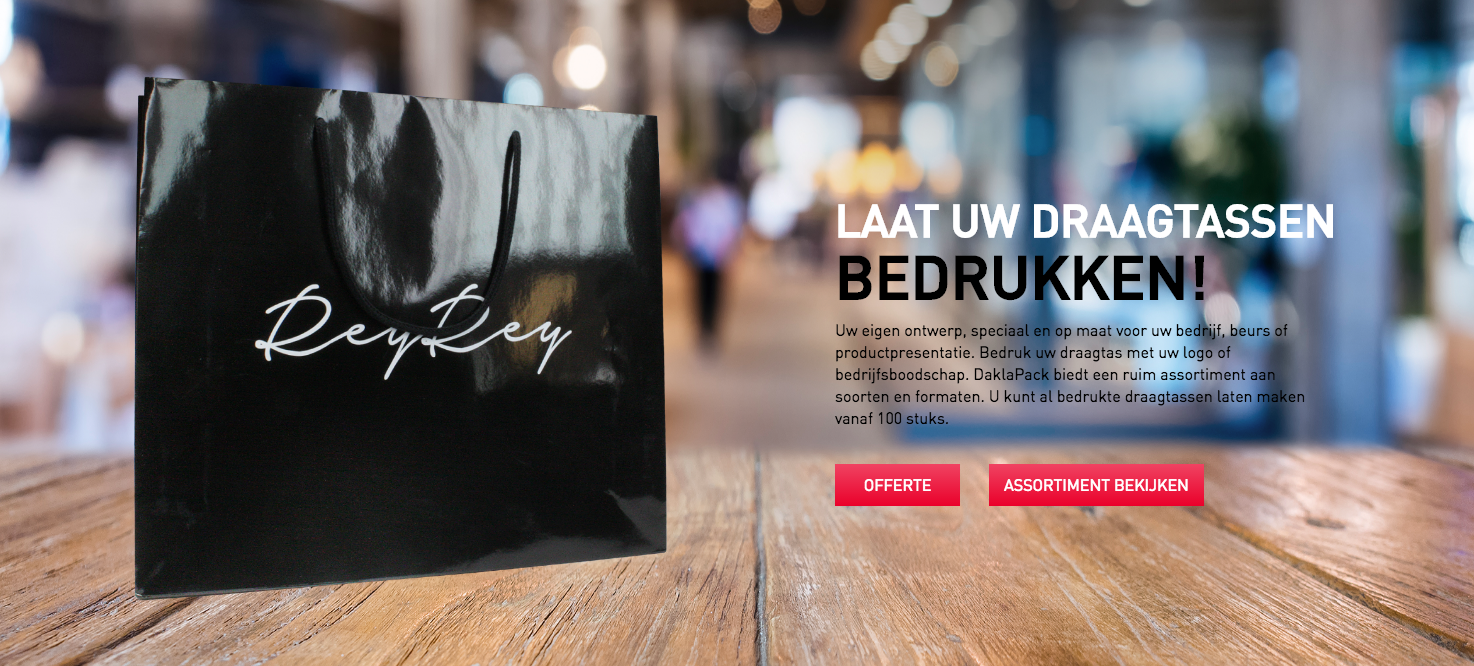 ReyRey
LAAT UW DRAAGTASSEN
BEDRUKKEN!
Uw eigen ontwerp, speciaal en op maat voor uw bedrijf, beurs of
productpresentatie. Bedruk uw draagtas met uw logo of
bedrijfsboodschap. DaklaPack biedt een ruim assortiment aan
soorten en formaten. U kunt al bedrukte draagtassen laten maken
vanaf 100 stuks.
OFFERTE
ASSORTIMENT BEKIJKEN